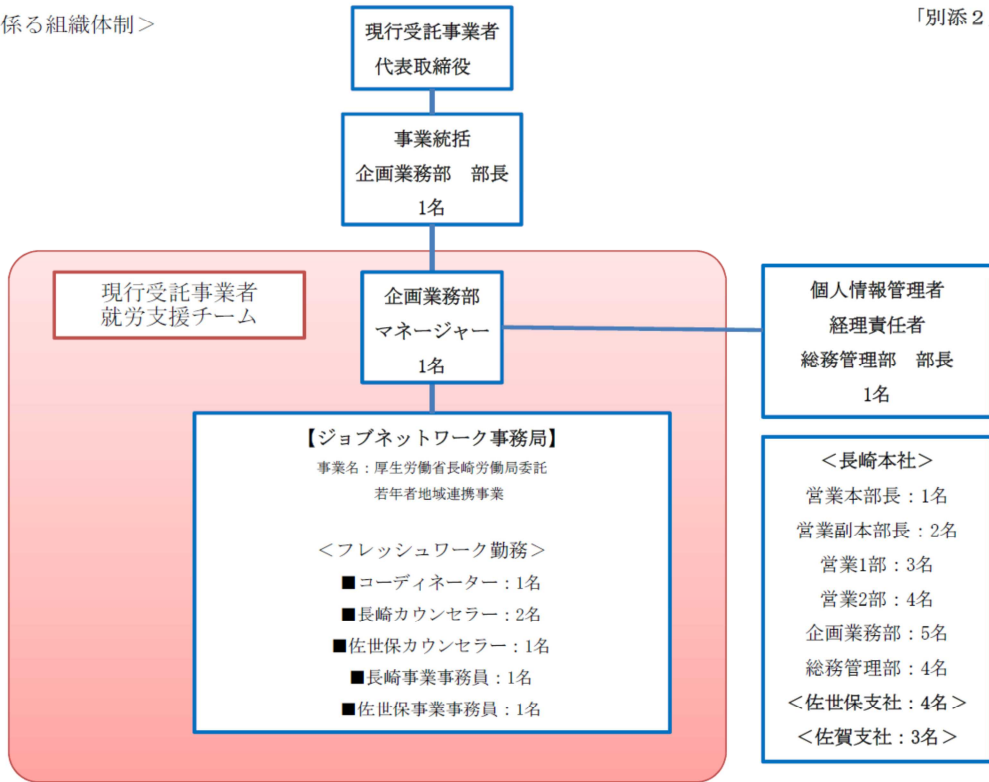 係る組織体制>
「別添２
現行受託事業者
代表取締役
事業統括
企画業務部　部長
1名
現行受託事業者
就労支援チーム
企画業務部
マネージャー
1名
個人情報管理者
経理責任者
総務管理部　部長
1名
【ジョブネットワーク事務局】
事業名：厚生労働省長崎労働局委託
若年者地域連携事業
＜フレッシュワーク勤務＞
■コーディネーター：1名
■長崎カウンセラー：2名
■佐世保カウンセラー：1名
■長崎事業事務員：1名
■佐世保事業事務員：1名
＜長崎本社＞
営業本部長：1名
営業副本部長：2名
営業1部：3名
営業2部：4名
企画業務部：5名
総務管理部：4名
＜佐世保支社：4名＞
＜佐賀支社：3名＞